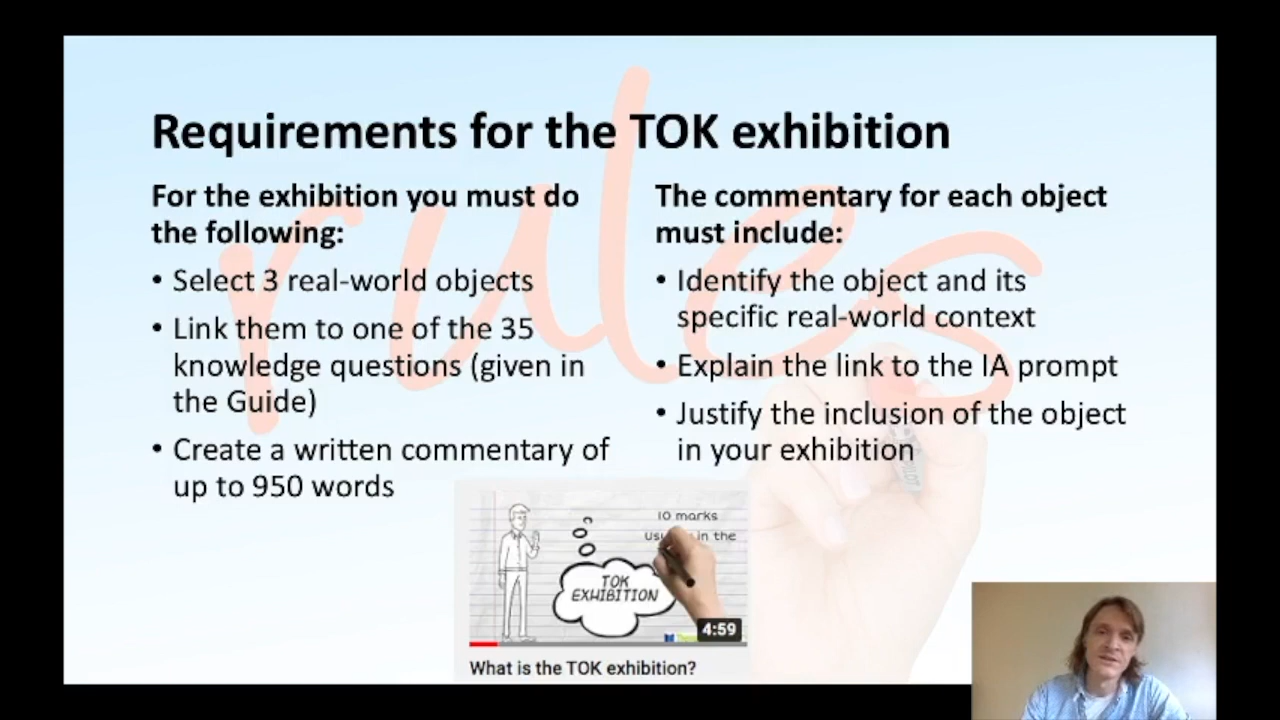 Requirements for the TOK exhibition
For the exhibition you must do
the following:
• Select 3 real-world objects
• Link them to one of the 35
knowledge questions (given in
the Guide)
• Create a written commentary of
up to 950 words
The commentary for each object
must include:
• Identify the object and its
specific real-world context
• Explain the link to the IA prompt
• Justify the inclusion of the object
in your exhibition
rules
10 marks
in the
TOK
EXHIBITION
4:59
What is the TOK exhibition?